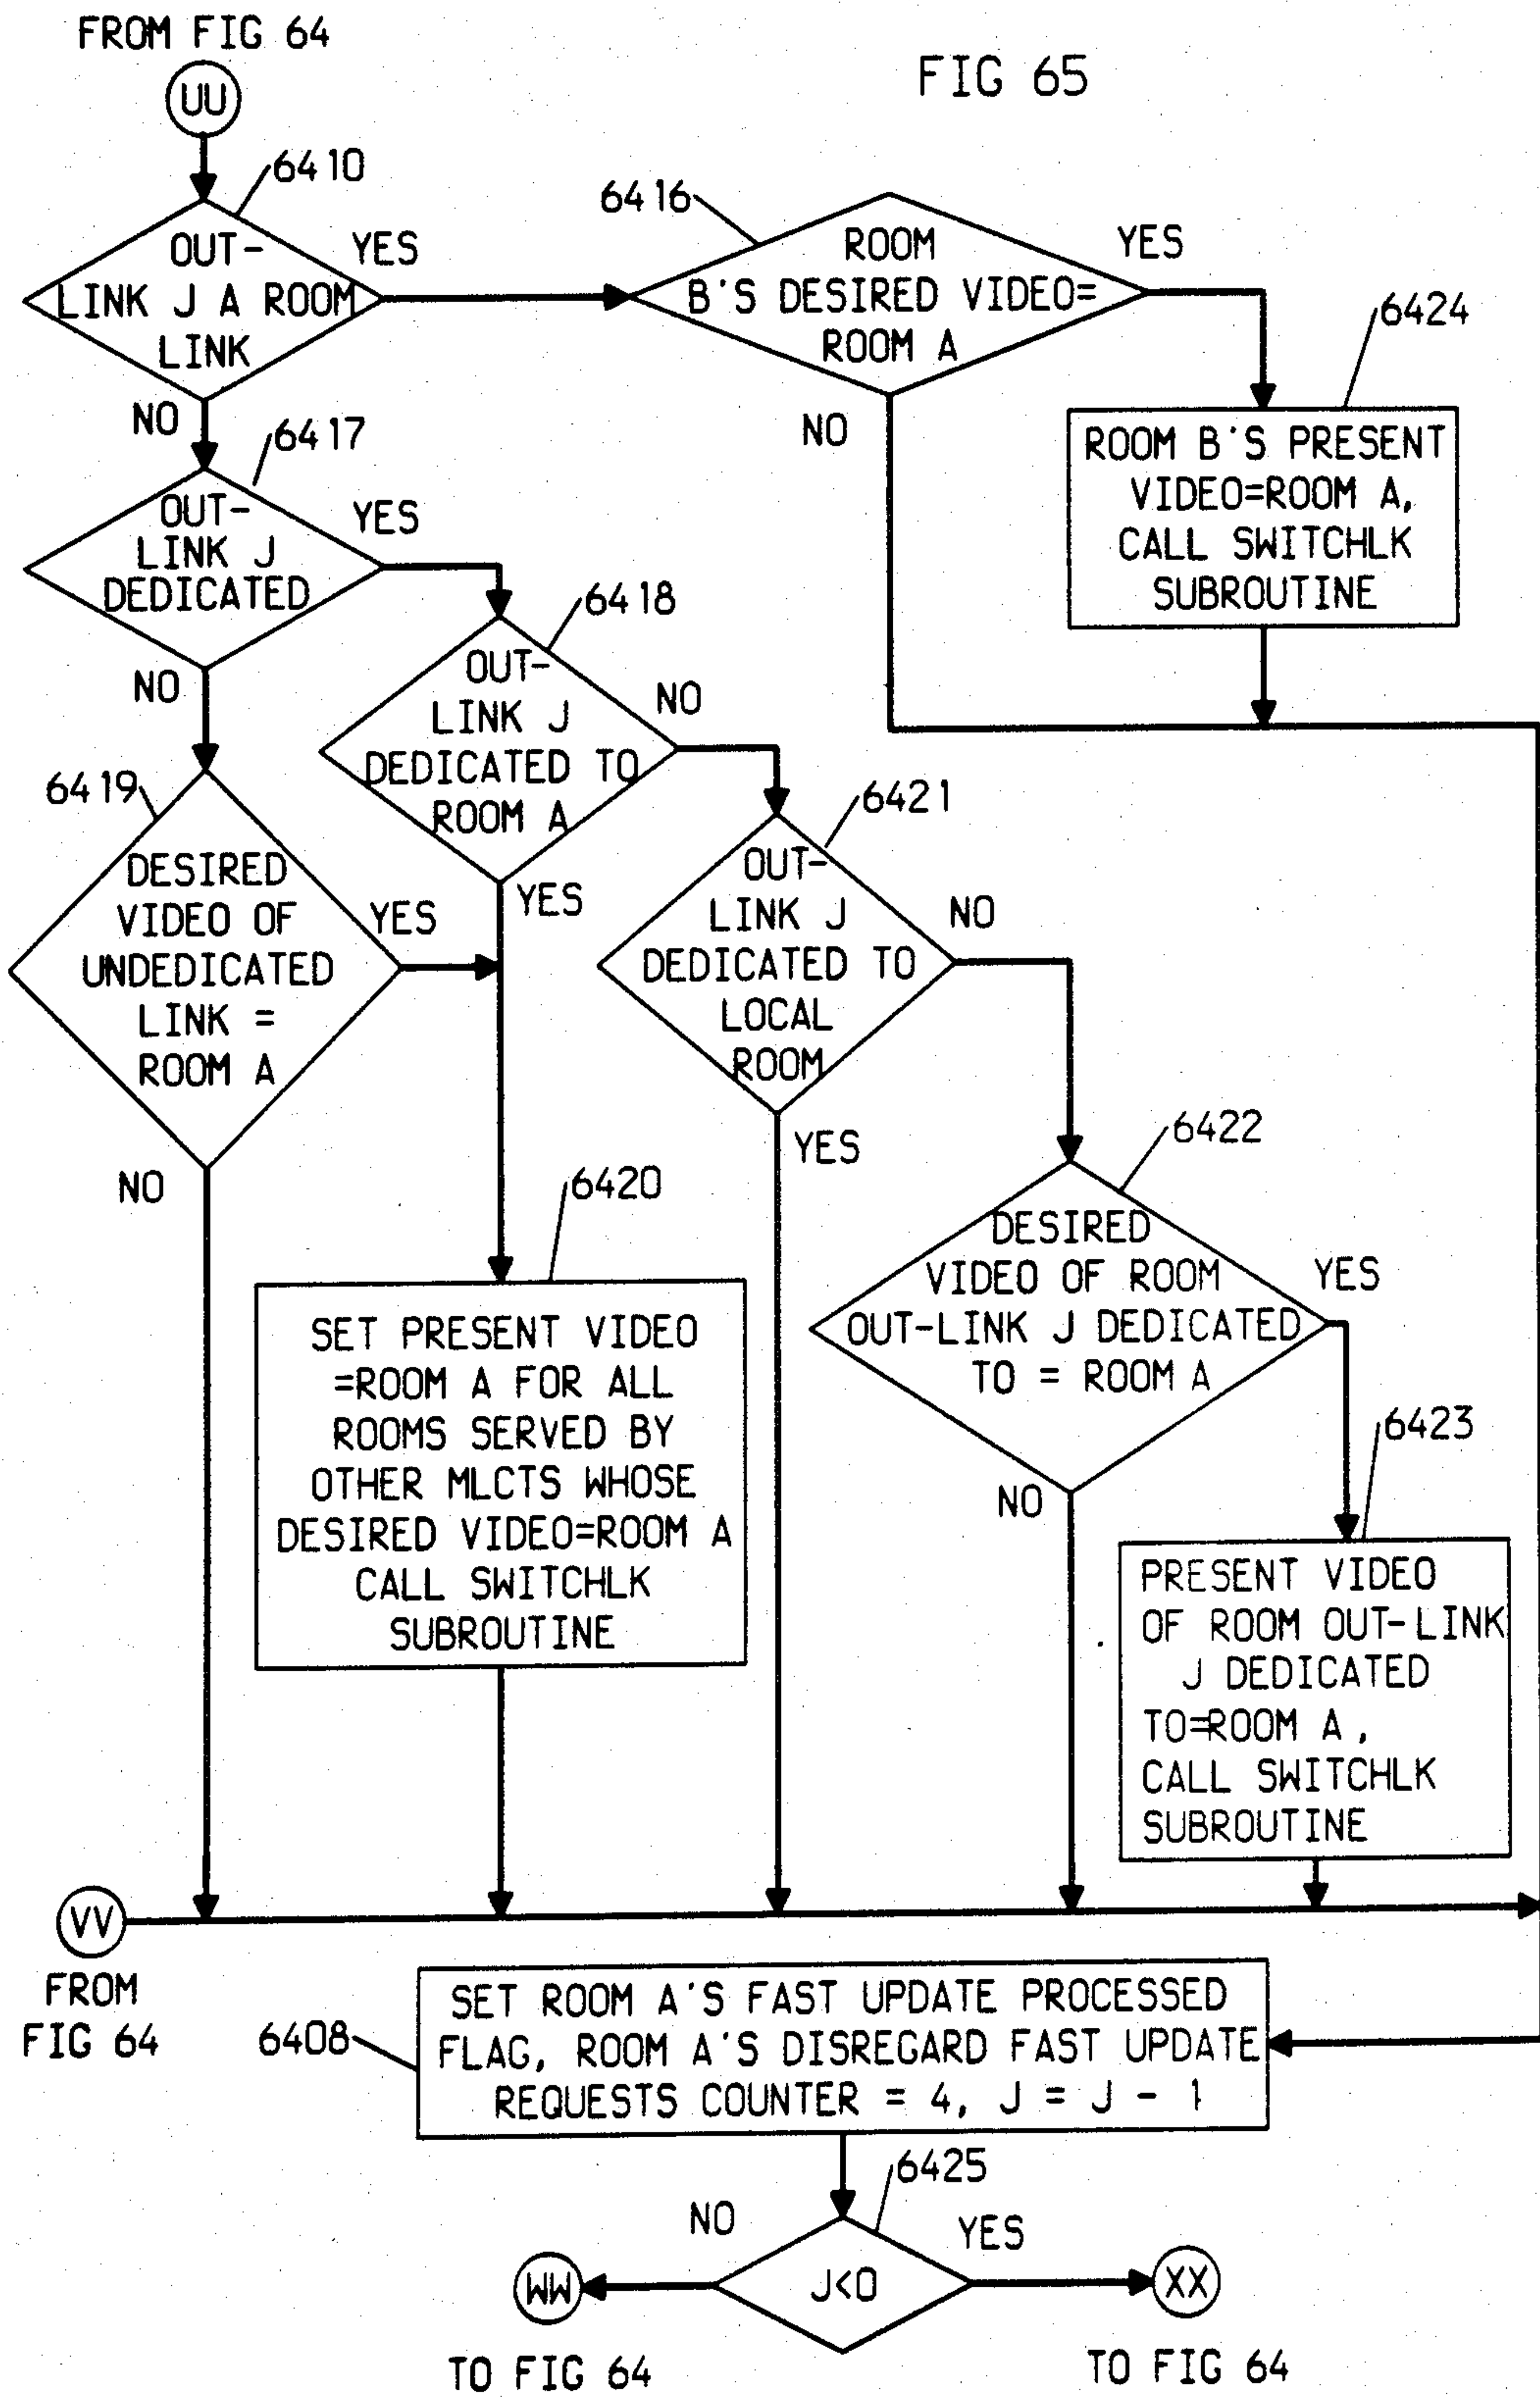 FROM FIG 64
UU
FIG 65
6410
OUT-
LINK J A ROOM
LINK
YES
NO
6416
ROOM
B'S DESIRED VIDEO=
ROOM A
YES
NO
6424
ROOM B'S PRESENT
VIDEO=ROOM A,
CALL SWITCHLK
SUBROUTINE
6417
OUT-
LINK J
DEDICATED
YES
NO
6418
OUT-
LINK J
DEDICATED TO
ROOM A
NO
YES
6419
DESIRED
VIDEO OF
UNDEDICATED
LINK =
ROOM A
YES
NO
6421
OUT-
LINK J
DEDICATED TO
LOCAL
ROOM
NO
YES
6420
SET PRESENT VIDEO
=ROOM A FOR ALL
ROOMS SERVED BY
OTHER MLCTS WHOSE
DESIRED VIDEO=ROOM A
CALL SWITCHLK
SUBROUTINE
6422
DESIRED
VIDEO OF ROOM
OUT-LINK J DEDICATED
TO = ROOM A
YES
NO
6423
PRESENT VIDEO
OF ROOM OUT-LINK
J DEDICATED
TO=ROOM A,
CALL SWITCHLK
SUBROUTINE
VV
FROM
FIG 64
6408
SET ROOM A'S FAST UPDATE PROCESSED
FLAG, ROOM A'S DISREGARD FAST UPDATE
REQUESTS COUNTER = 4, J = J - 1
6425
NO
YES
J<0
WW
XX
TO FIG 64
TO FIG 64